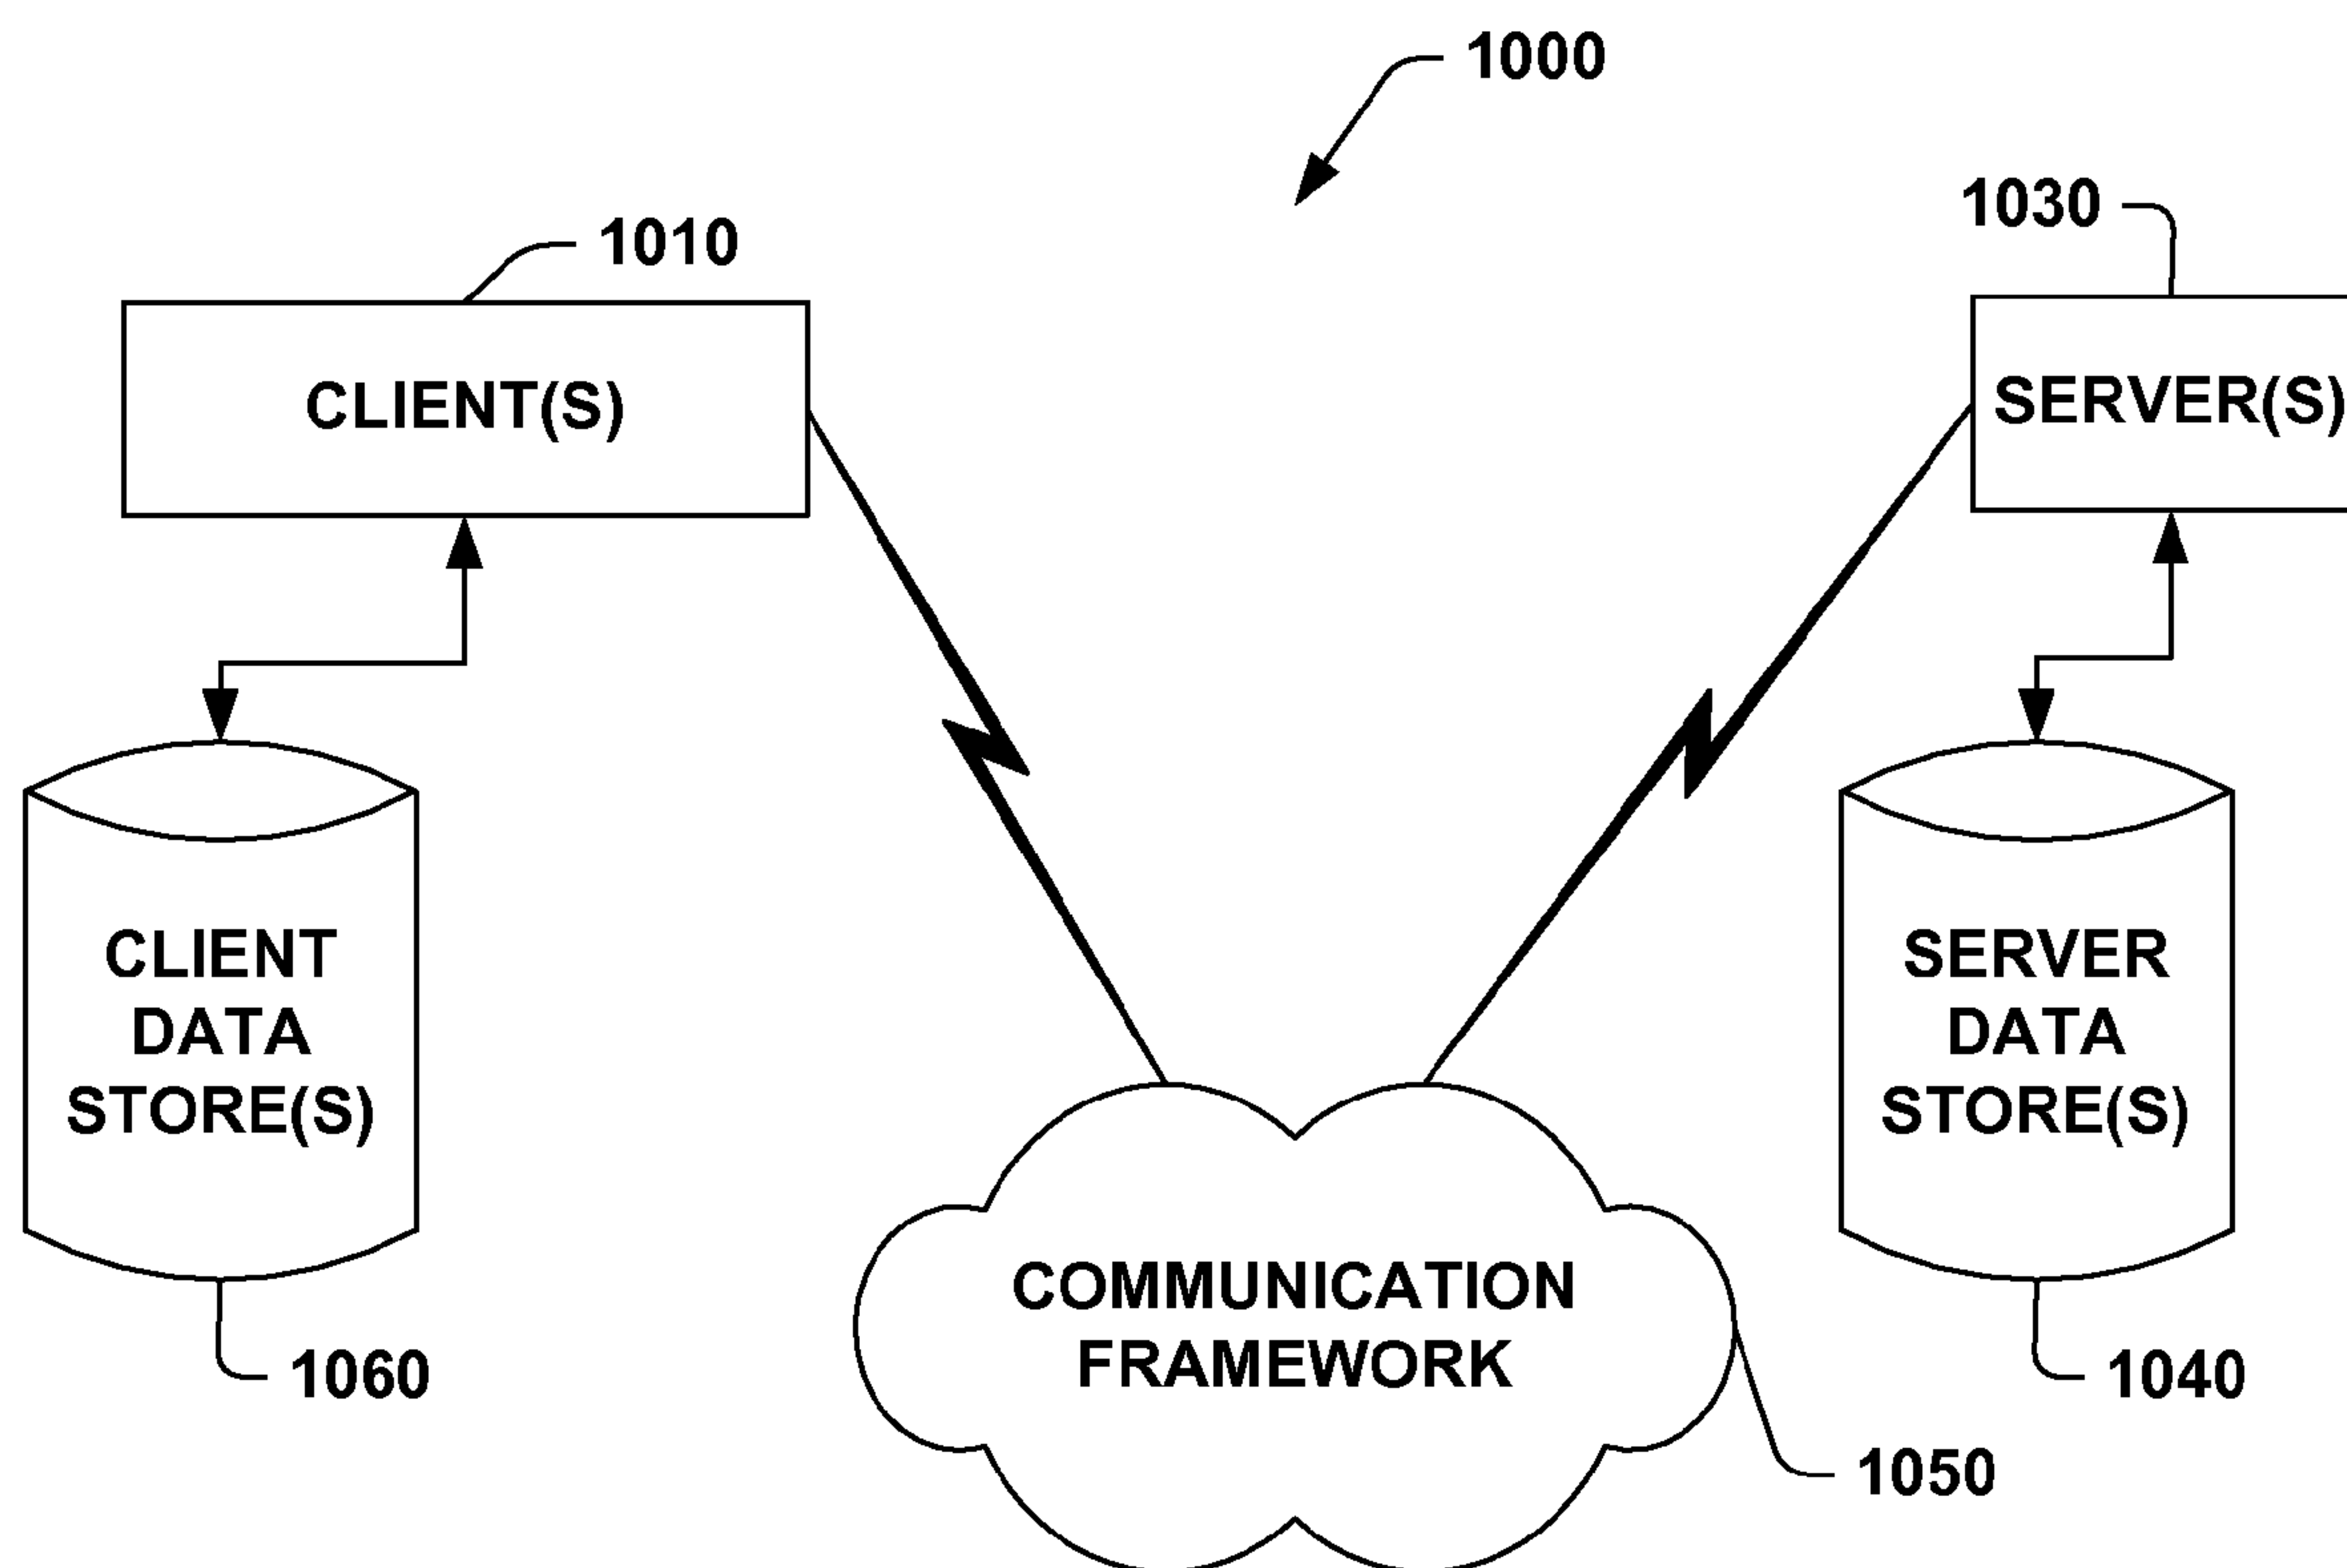 1000
1030
1010
CLIENT(S)
SERVER(S)
CLIENT
DATA
STORE(S)
SERVER
DATA
STORE(S)
COMMUNICATION
FRAMEWORK
1060
1040
1050